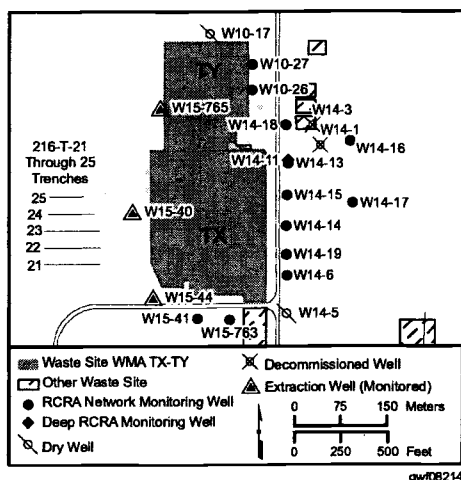 W10-17
TY
W10-27
W10-26
W15-765
W14-3
W14-18
W14-1
W14-16
216-T-21
Through 25
Trenches
W14-11
W14-13
25
W14-15
W14-17
24
W15-40
23
TX
W14-14
22
W14-19
21
W14-6
W15-44
W15-41
W15-763
W14-5
Waste Site WMA TX-TY
Other Waste Site
RCRA Network Monitoring Well
Deep RCRA Monitoring Well
Dry Well
Decommissioned Well
Extraction Well (Monitored)
0 75 150 Meters
0 250 500 Feet
gwf08214